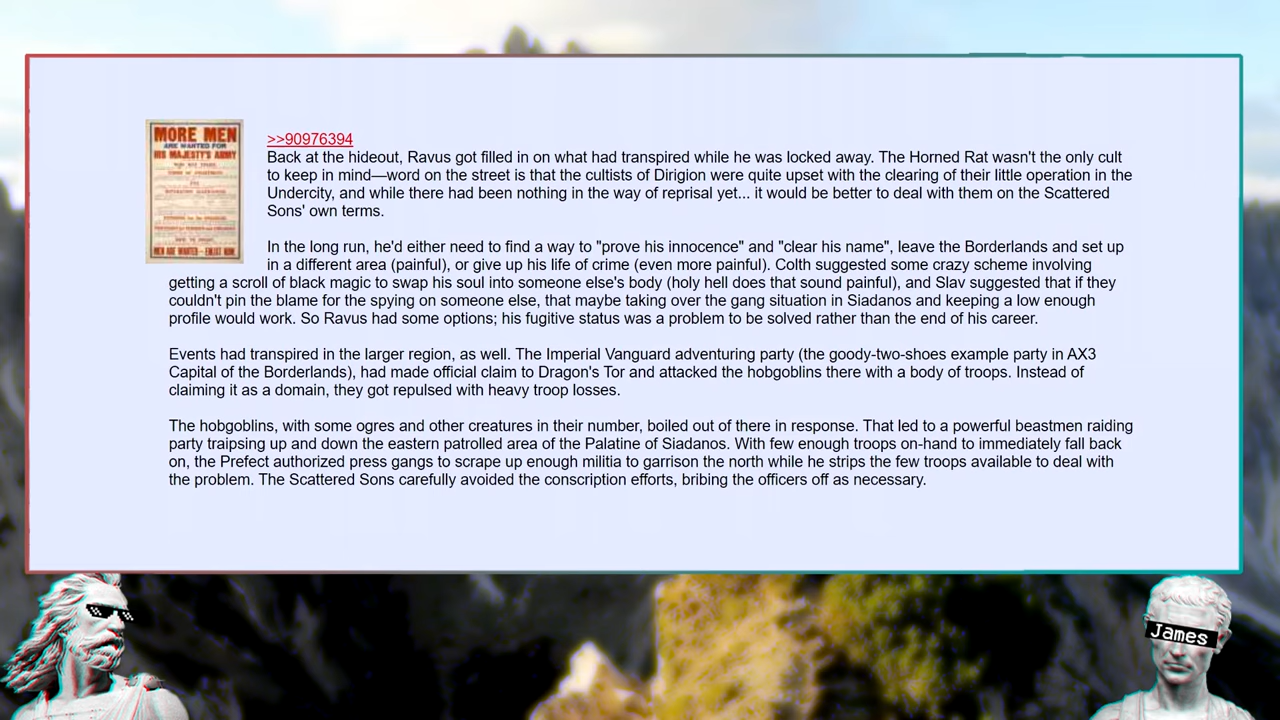 MORE MEN
ARE WANTED FOR
HIS MAJESTY'S ARMY
>>90976394
Back at the hideout, Ravus got filled in on what had transpired while he was locked away. The Horned Rat wasn't the only cult
to keep in mind—word on the street is that the cultists of Dirigion were quite upset with the clearing of their little operation in the
Undercity, and while there had been nothing in the way of reprisal yet... it would be better to deal with them on the Scattered
Sons' own terms.
In the long run, he'd either need to find a way to "prove his innocence" and "clear his name", leave the Borderlands and set up
in a different area (painful), or give up his life of crime (even more painful). Colth suggested some crazy scheme involving
getting a scroll of black magic to swap his soul into someone else's body (holy hell does that sound painful), and Slav suggested that if they
couldn't pin the blame for the spying on someone else, that maybe taking over the gang situation in Siadanos and keeping a low enough
profile would work. So Ravus had some options; his fugitive status was a problem to be solved rather than the end of his career.
Events had transpired in the larger region, as well. The Imperial Vanguard adventuring party (the goody-two-shoes example party in AX3
Capital of the Borderlands), had made official claim to Dragon's Tor and attacked the hobgoblins there with a body of troops. Instead of
claiming it as a domain, they got repulsed with heavy troop losses.
The hobgoblins, with some ogres and other creatures in their number, boiled out of there in response. That led to a powerful beastmen raiding
party traipsing up and down the eastern patrolled area of the Palatine of Siadanos. With few enough troops on-hand to immediately fall back
on, the Prefect authorized press gangs to scrape up enough militia to garrison the north while he strips the few troops available to deal with
the problem. The Scattered Sons carefully avoided the conscription efforts, bribing the officers off as necessary.
James